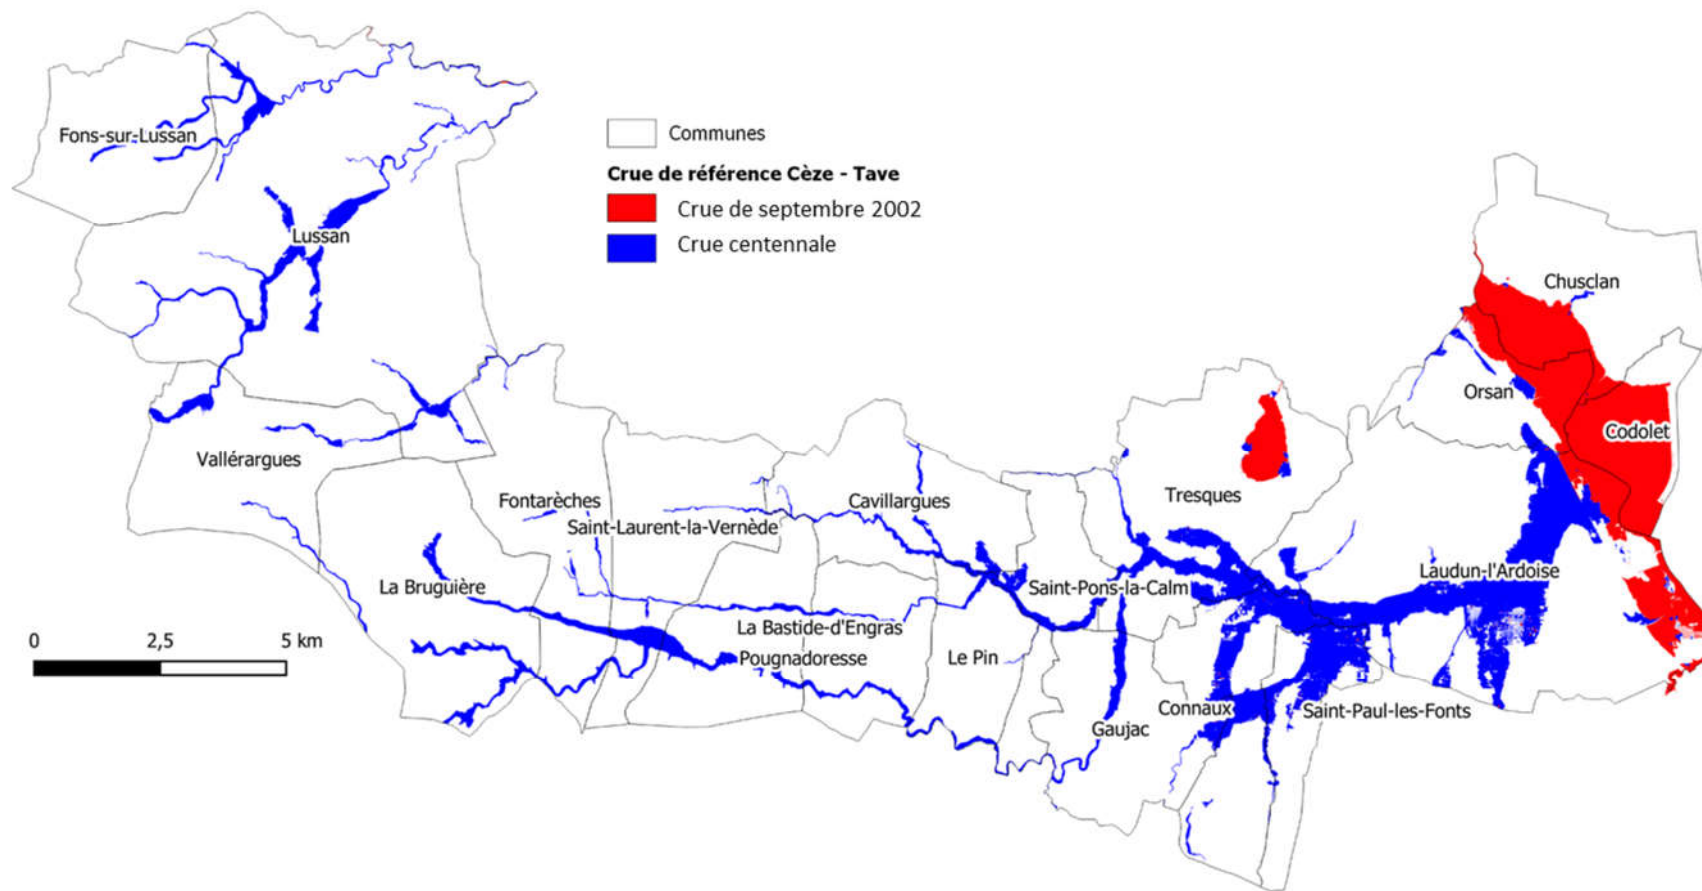 Communes
Crue de référence Cèze - Tave
Crue de septembre 2002
Crue centennale
Fons-sur-Lussan
Lussan
Chusclan
Orsan
Codolet
Vallérargues
Fontarèches
Cavillargues
Tresques
Saint-Laurent-la-Vernède
La Bruguière
Saint-Pons-la-Calm
Laudun-l'Ardoise
La Bastide-d'Engras
Pougnadoresse
Le Pin
0 2,5 5 km
Gaujac
Connaux
Saint-Paul-les-Fonts